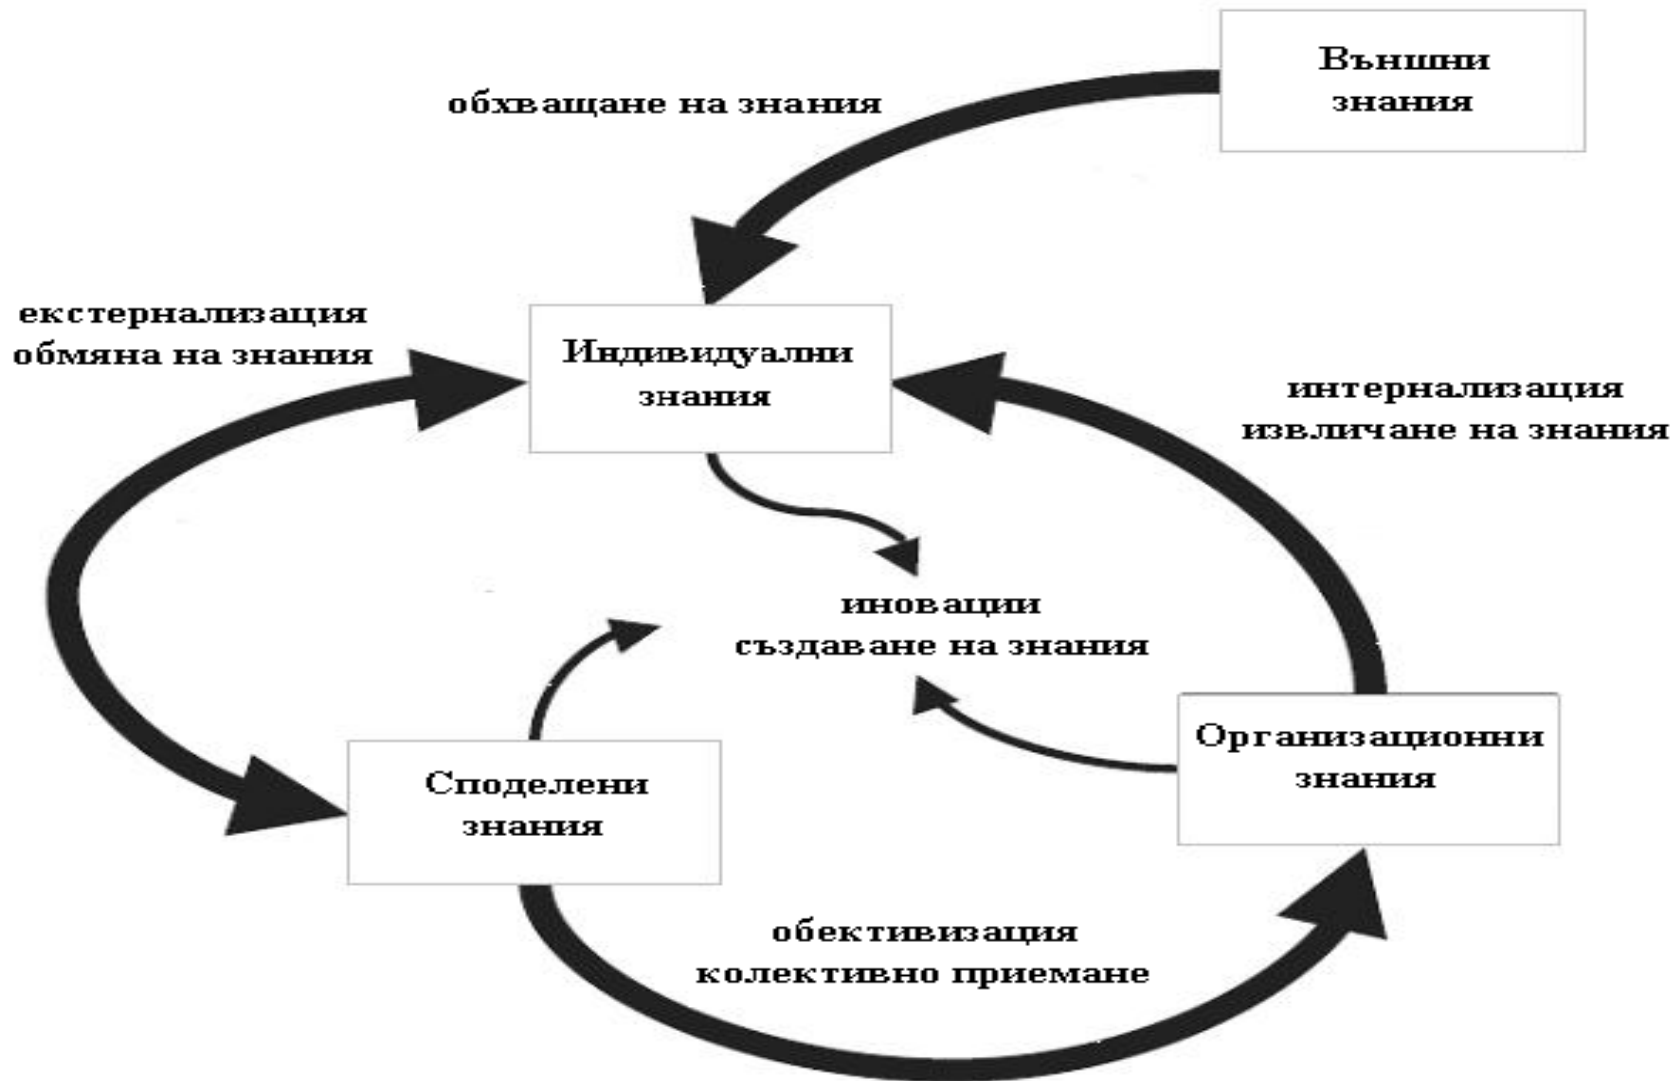 Външни
знания
обхващане на знания
екстернализация
обмяна на знания
Индивидуални
знания
интернализация
извличане на знания
иновации
създаване на знания
Споделени
знания
Организационни
знания
обективизация
колективно приемане